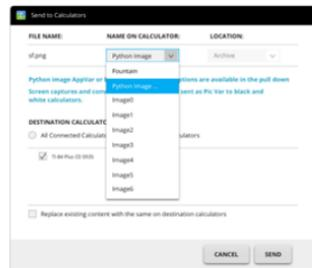 Send to Calculators
FILE NAME: NAME ON CALCULATOR: LOCATION:
sf.png Python Image Archive
Fountain
Python Image ...
Python image AppVar or tions are available in the pull down
Screen captures and con sent as Pic Var to black and
white calculators.
Image0
Image1
DESTINATION CALCULATO
Image2
All Connected Calculato culators
Image3
TI-84 Plus CE
Image4
Image5
Image6
Replace existing content with the same on destination calculators
CANCEL SEND